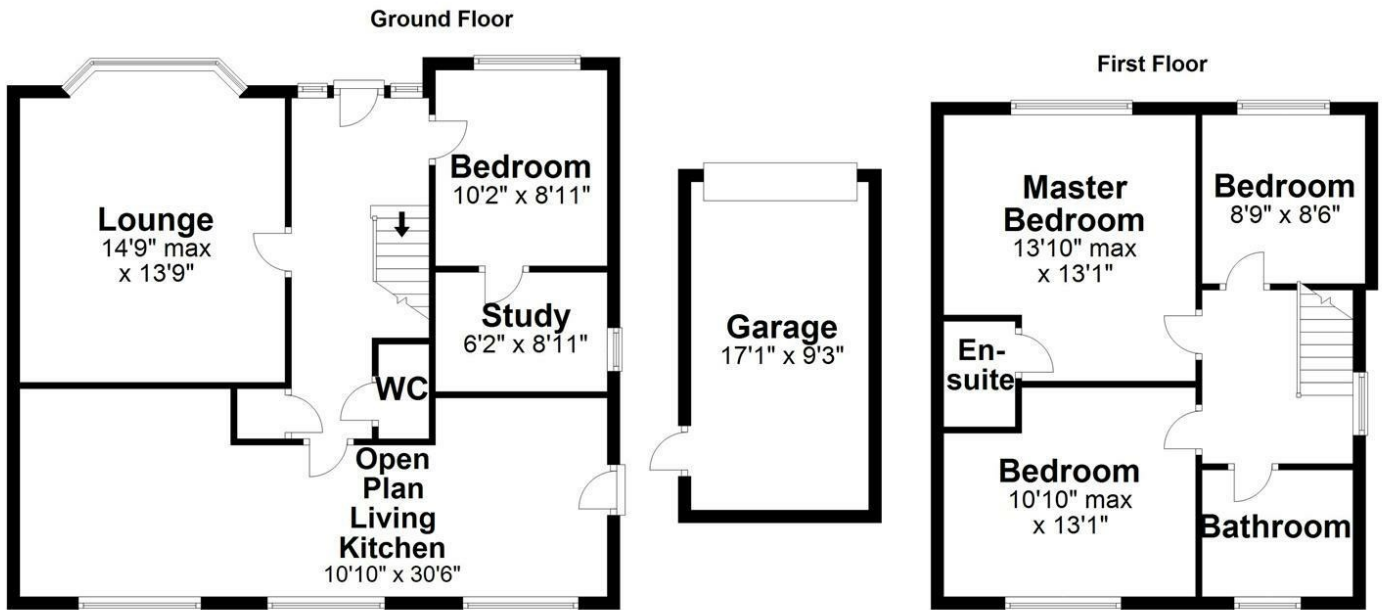 Ground Floor
Lounge
14'9" max
x 13'9"
Bedroom
10'2" x 8'11"
Study
6'2" x 8'11"
WC
Open
Plan
Living
Kitchen
10'10" x 30'6"
Garage
17'1" x 9'3"
First Floor
Master
Bedroom
13'10" max
x 13'1"
Bedroom
8'9" x 8'6"
En-
suite
Bedroom
10'10" max
x 13'1"
Bathroom